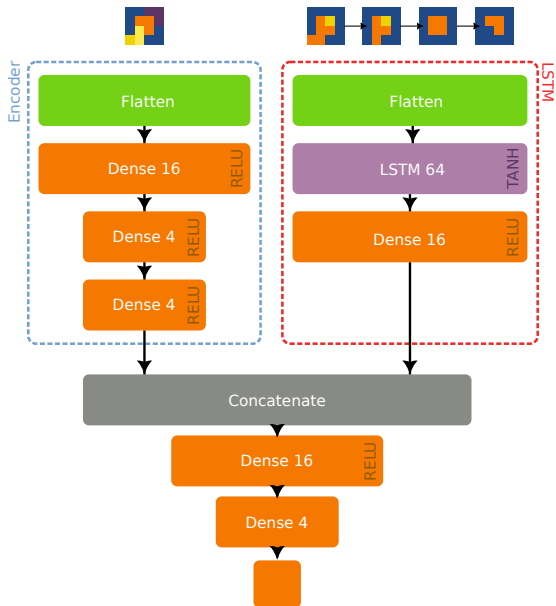 Encoder
Flatten
Dense 16
RELU
Dense 4
RELU
Dense 4
RELU
LSTM
Flatten
LSTM 64
TANH
Dense 16
RELU
Concatenate
Dense 16
RELU
Dense 4